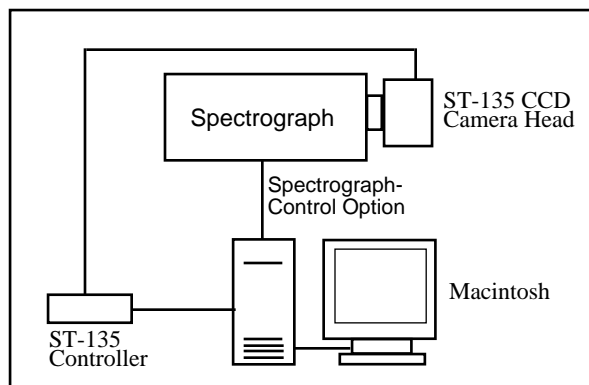 Spectrograph
ST-135 CCD
Camera Head
Spectrograph-
Control Option
Macintosh
ST-135
Controller